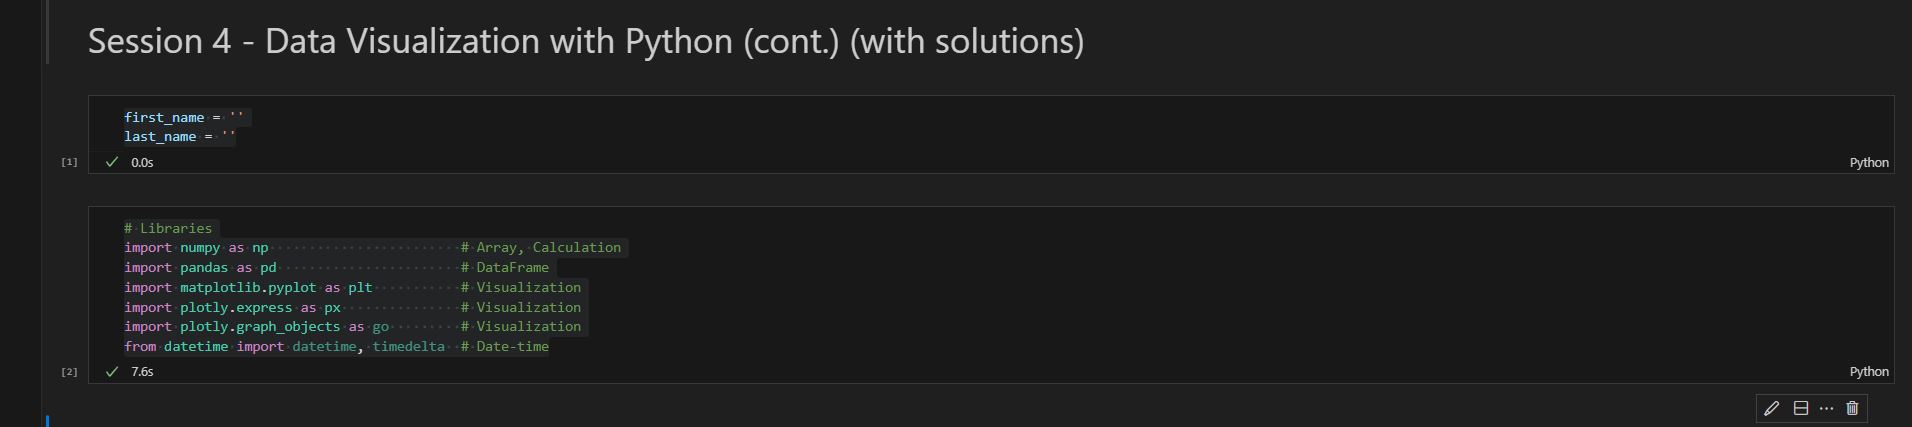 Session 4 - Data Visualization with Python (cont.) (with solutions)
first_name = ''
last_name = ''
[1]
0.0s
Python
# Libraries
import numpy as np                        # Array, Calculation
import pandas as pd                       # DataFrame
import matplotlib.pyplot as plt           # Visualization
import plotly.express as px               # Visualization
import plotly.graph_objects as go         # Visualization
from datetime import datetime, timedelta  # Date-time
[2]
7.6s
Python